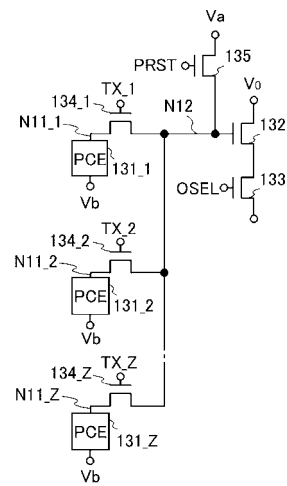 Va
PRST
135
TX_1
134_1
N11_1
N12
V0
132
PCE
131_1
Vb
OSEL
133
TX_2
134_2
N11_2
PCE
131_2
Vb
TX_Z
134_Z
N11_Z
PCE
131_Z
Vb